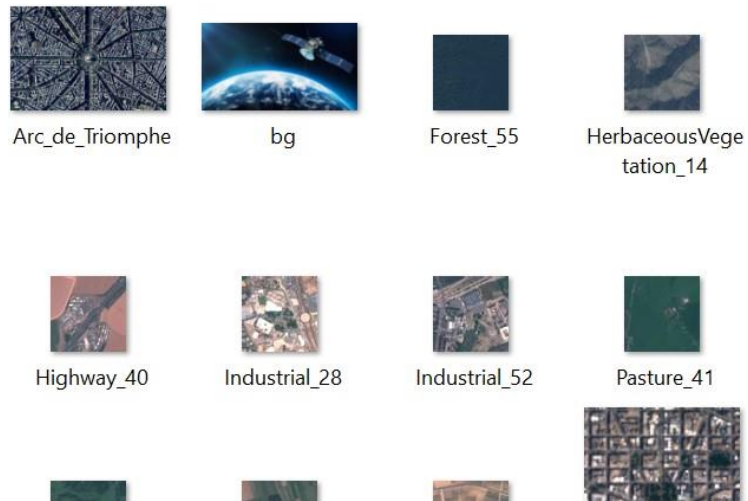 Arc_de_Triomphe
bg
Forest_55
HerbaceousVege
tation_14
Highway_40
Industrial_28
Industrial_52
Pasture_41